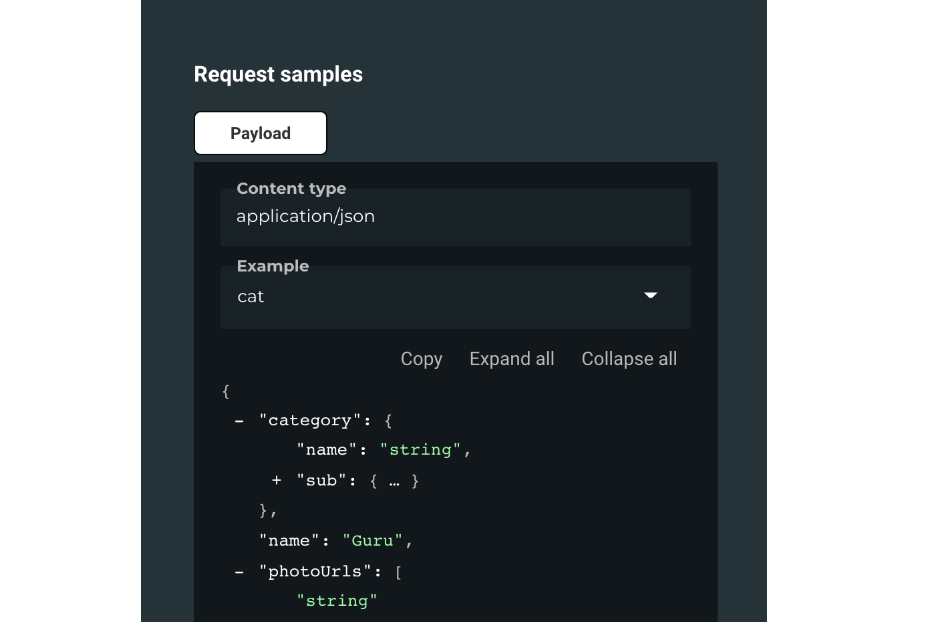 Request samples
Payload
Content type
application/json
Example
cat
Copy Expand all Collapse all
{
- "category": {
"name": "string",
+ "sub": { … }
},
"name": "Guru",
- "photoUrls": [
"string"